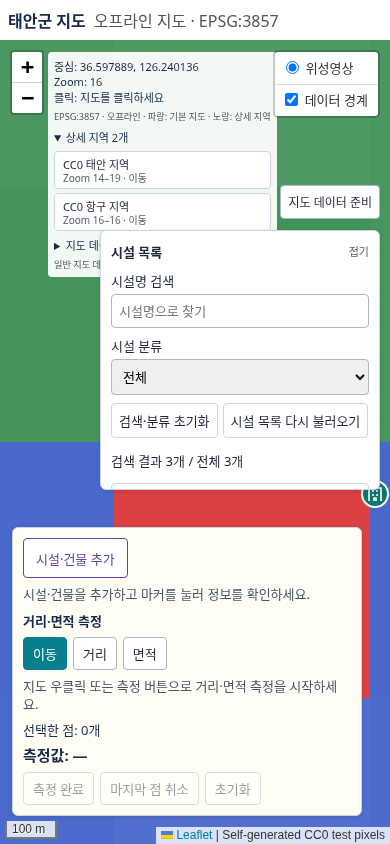 태안군 지도 오프라인 지도 · EPSG:3857
+
−
중심: 36.597889, 126.240136
Zoom: 16
클릭: 지도를 클릭하세요
EPSG:3857 · 오프라인 · 파랑: 기본 지도 · 노랑: 상세 지역
▼ 상세 지역 2개
CC0 태안 지역
Zoom 14–19 · 이동
CC0 항구 지역
Zoom 16–16 · 이동
▶ 지도 데
일반 지도 데
위성영상
데이터 경계
지도 데이터 준비
시설 목록 접기
시설명 검색
시설명으로 찾기
시설 분류
전체
검색·분류 초기화 시설 목록 다시 불러오기
검색 결과 3개 / 전체 3개
시설·건물 추가
시설·건물을 추가하고 마커를 눌러 정보를 확인하세요.
거리·면적 측정
이동 거리 면적
지도 우클릭 또는 측정 버튼으로 거리·면적 측정을 시작하세
요.
선택한 점: 0개
측정값: —
측정 완료 마지막 점 취소 초기화
100 m
Leaflet | Self-generated CC0 test pixels